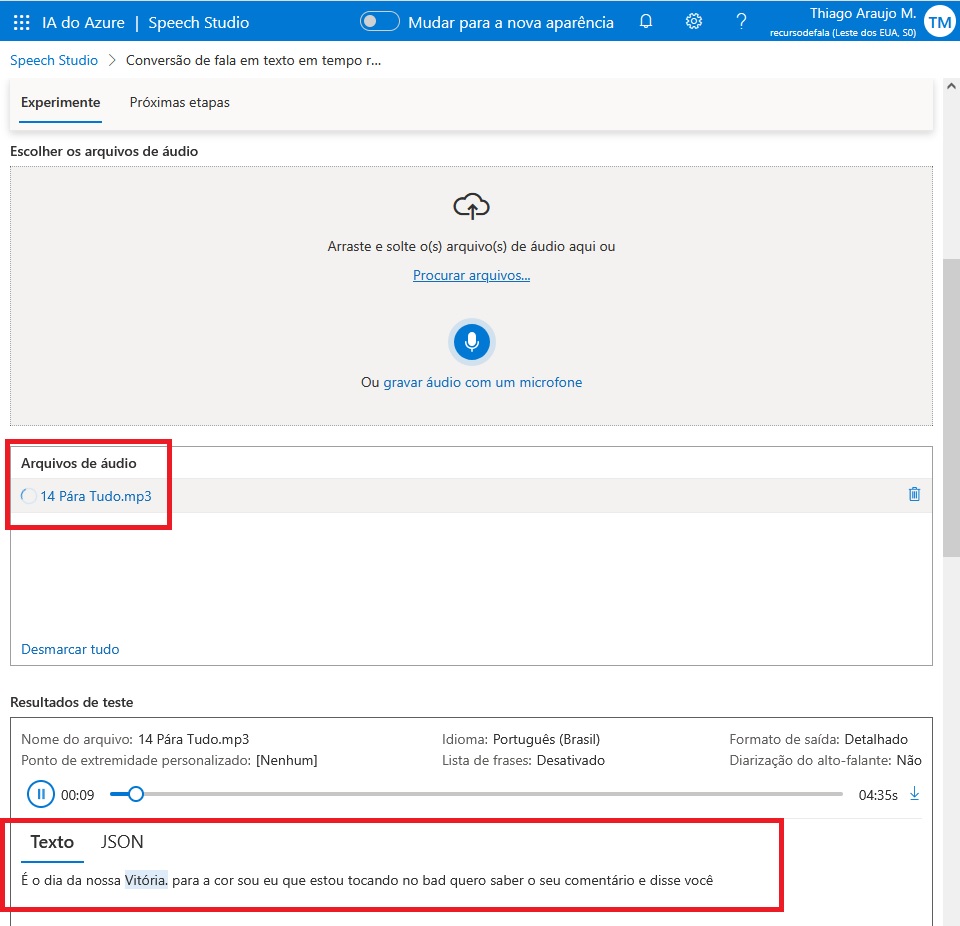 IA do Azure | Speech Studio
Mudar para a nova aparência
?
Thiago Araujo M.
recursodefala (Leste dos EUA, S0)
TM
Speech Studio > Conversão de fala em texto em tempo r...
Experimente Próximas etapas
Escolher os arquivos de áudio
Arraste e solte o(s) arquivo(s) de áudio aqui ou
Procurar arquivos...
Ou gravar áudio com um microfone
Arquivos de áudio
14 Pára Tudo.mp3
Desmarcar tudo
Resultados de teste
Nome do arquivo: 14 Pára Tudo.mp3 Idioma: Português (Brasil) Formato de saída: Detalhado
Ponto de extremidade personalizado: [Nenhum] Lista de frases: Desativado Diarização do alto-falante: Não
00:09 04:35s
Texto JSON
É o dia da nossa Vitória. para a cor sou eu que estou tocando no bad quero saber o seu comentário e disse você